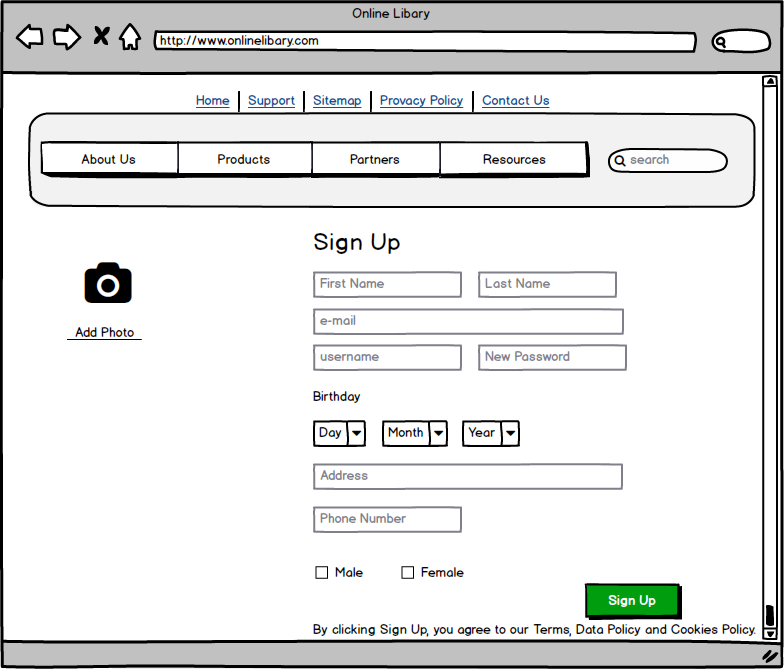 Online Libary
http://www.onlinelibary.com
Home Support Sitemap Provacy Policy Contact Us
About Us Products Partners Resources search
Sign Up
First Name Last Name
Add Photo
e-mail
username New Password
Birthday
Day Month Year
Address
Phone Number
Male Female
Sign Up
By clicking Sign Up, you agree to our Terms, Data Policy and Cookies Policy.